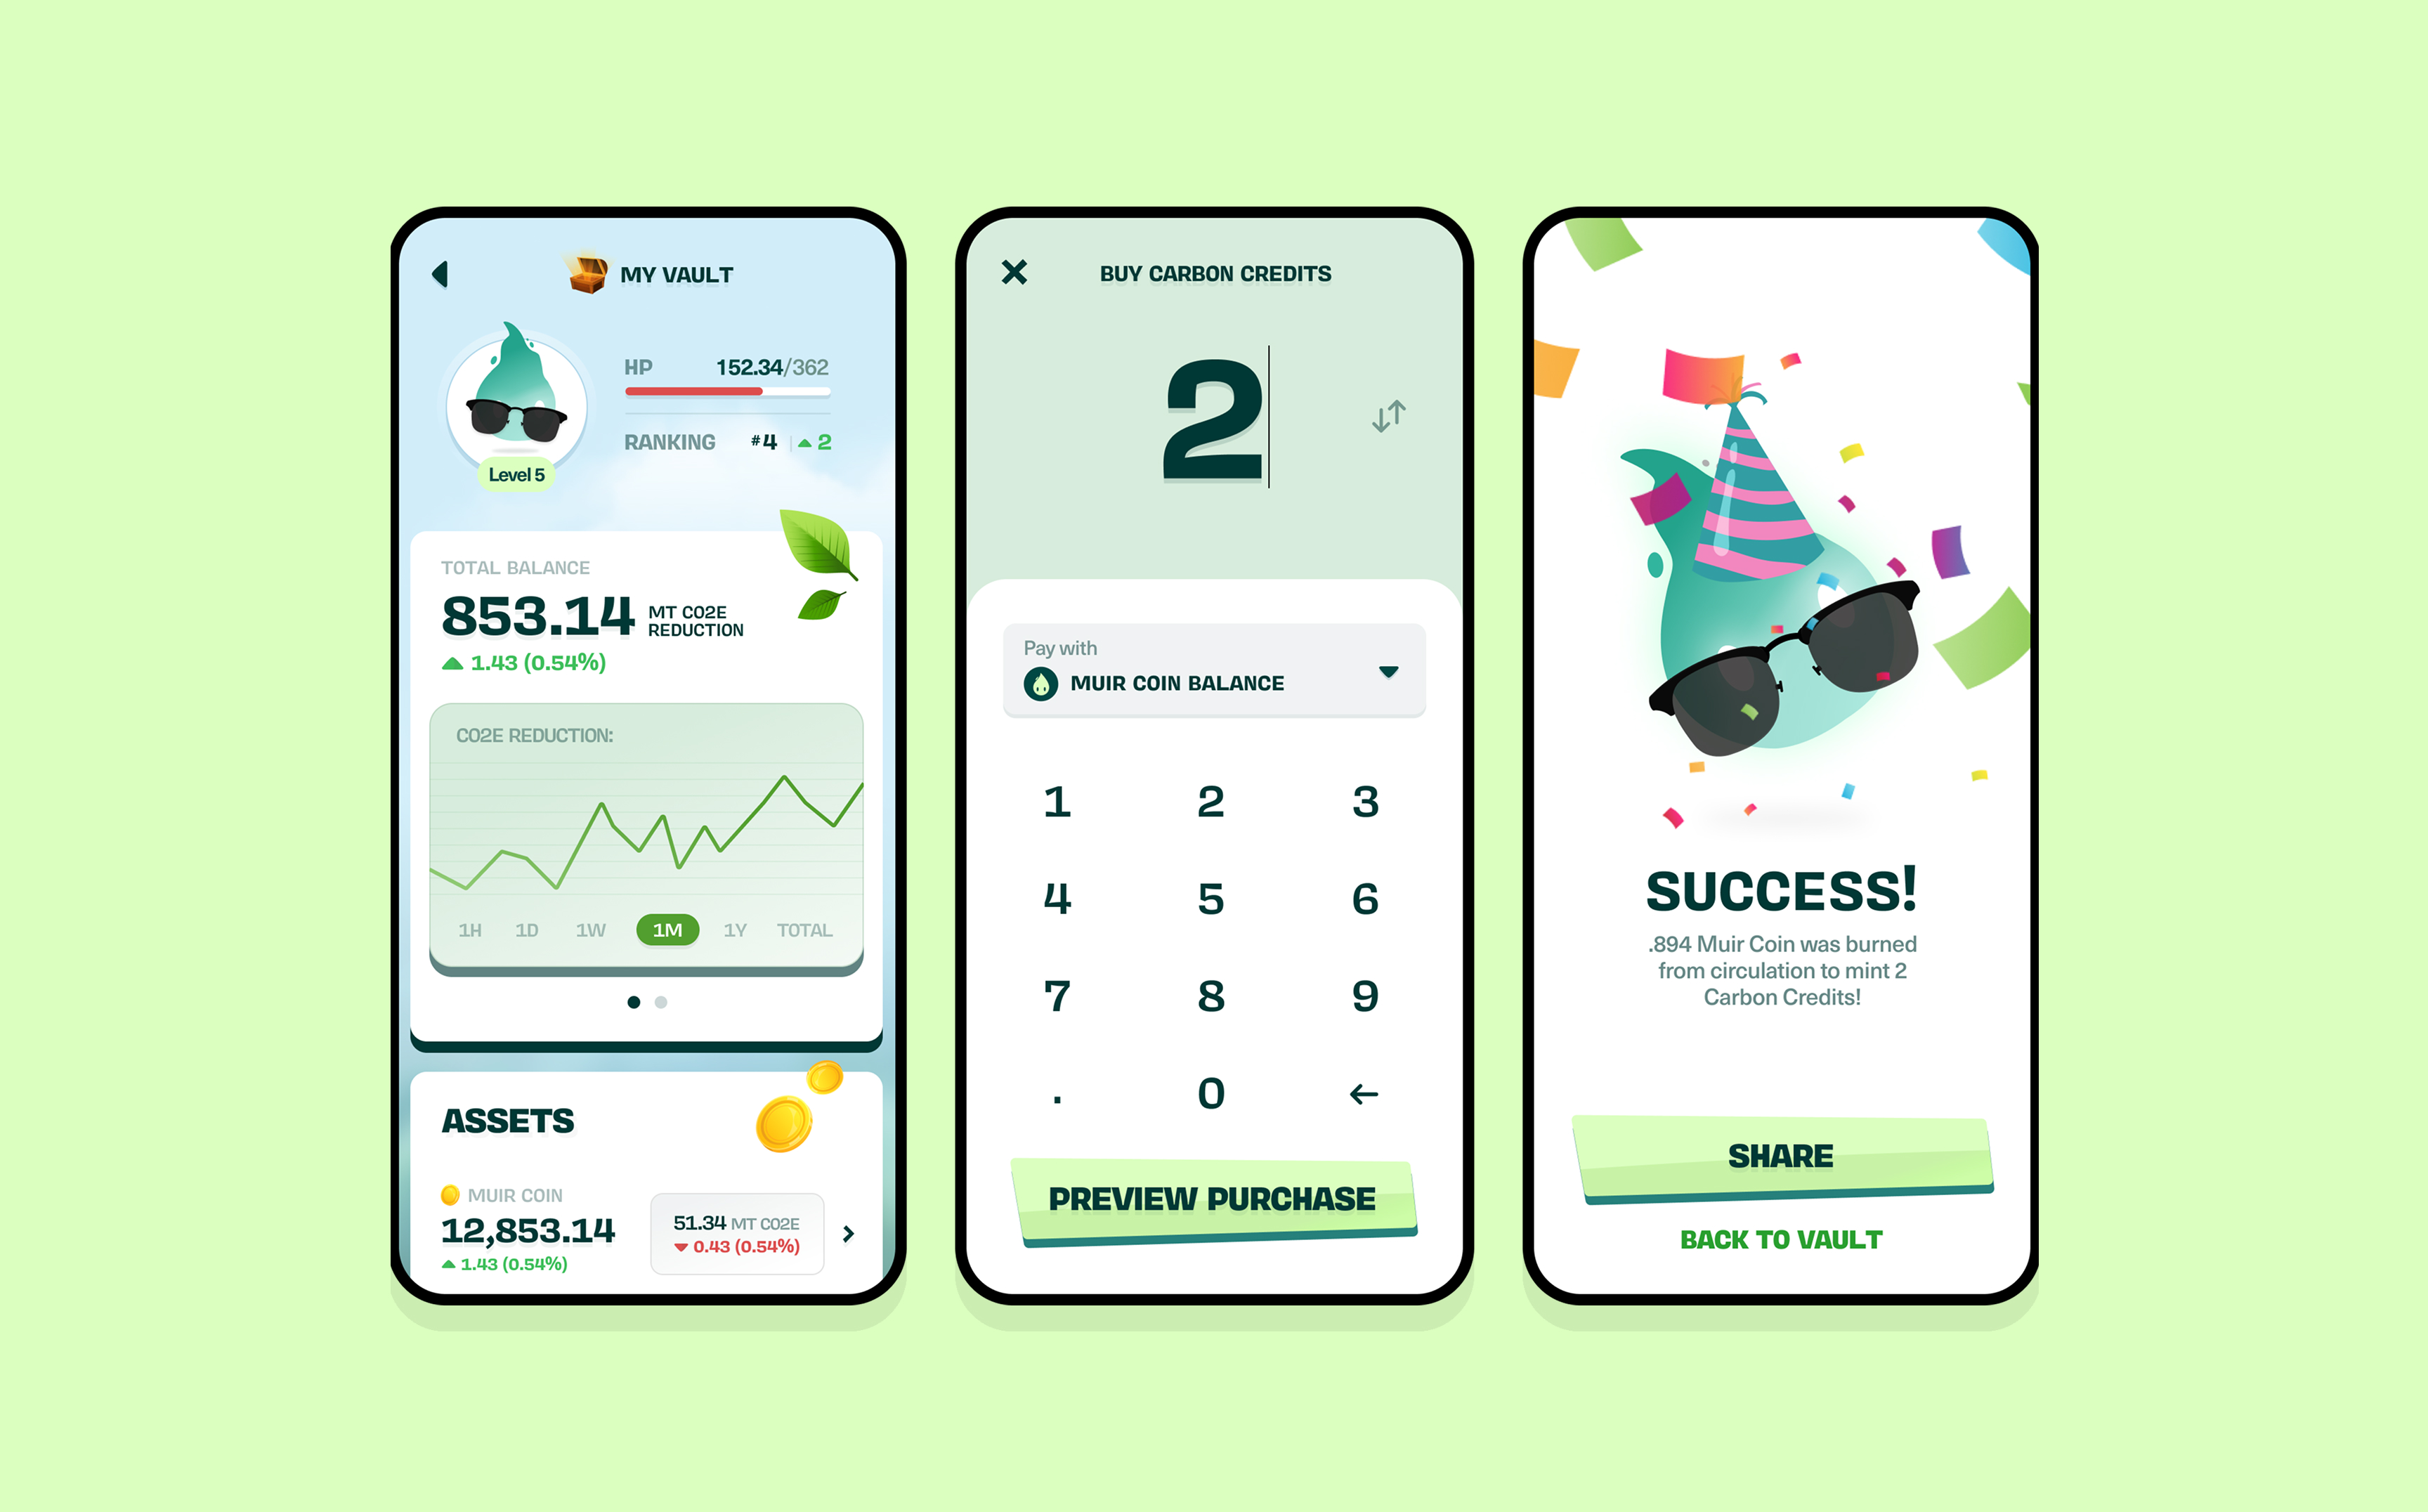 MY VAULT
HP 152.34/362
RANKING #4 2
Level 5
TOTAL BALANCE
853.14 MT CO2E
REDUCTION
1.43 (0.54%)
CO2E REDUCTION:
1H 1D 1W 1M 1Y TOTAL
ASSETS
MUIR COIN
12,853.14
1.43 (0.54%)
51.34 MT CO2E
0.43 (0.54%)
BUY CARBON CREDITS
2
Pay with
MUIR COIN BALANCE
1 2 3
4 5 6
7 8 9
. 0
PREVIEW PURCHASE
SUCCESS!
.894 Muir Coin was burned
from circulation to mint 2
Carbon Credits!
SHARE
BACK TO VAULT